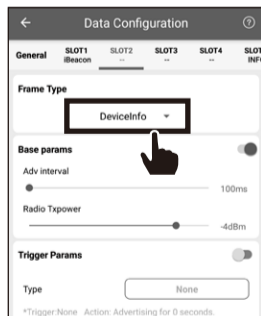 Data Configuration
General SLOT1 SLOT2 SLOT3 SLOT4 SLOT
iBeacon -- -- -- INF
Frame Type
DeviceInfo
Base params
Adv interval
100ms
Radio Txpower
-4dBm
Trigger Params
Type None
*Trigger:None Action: Advertising for 0 seconds.